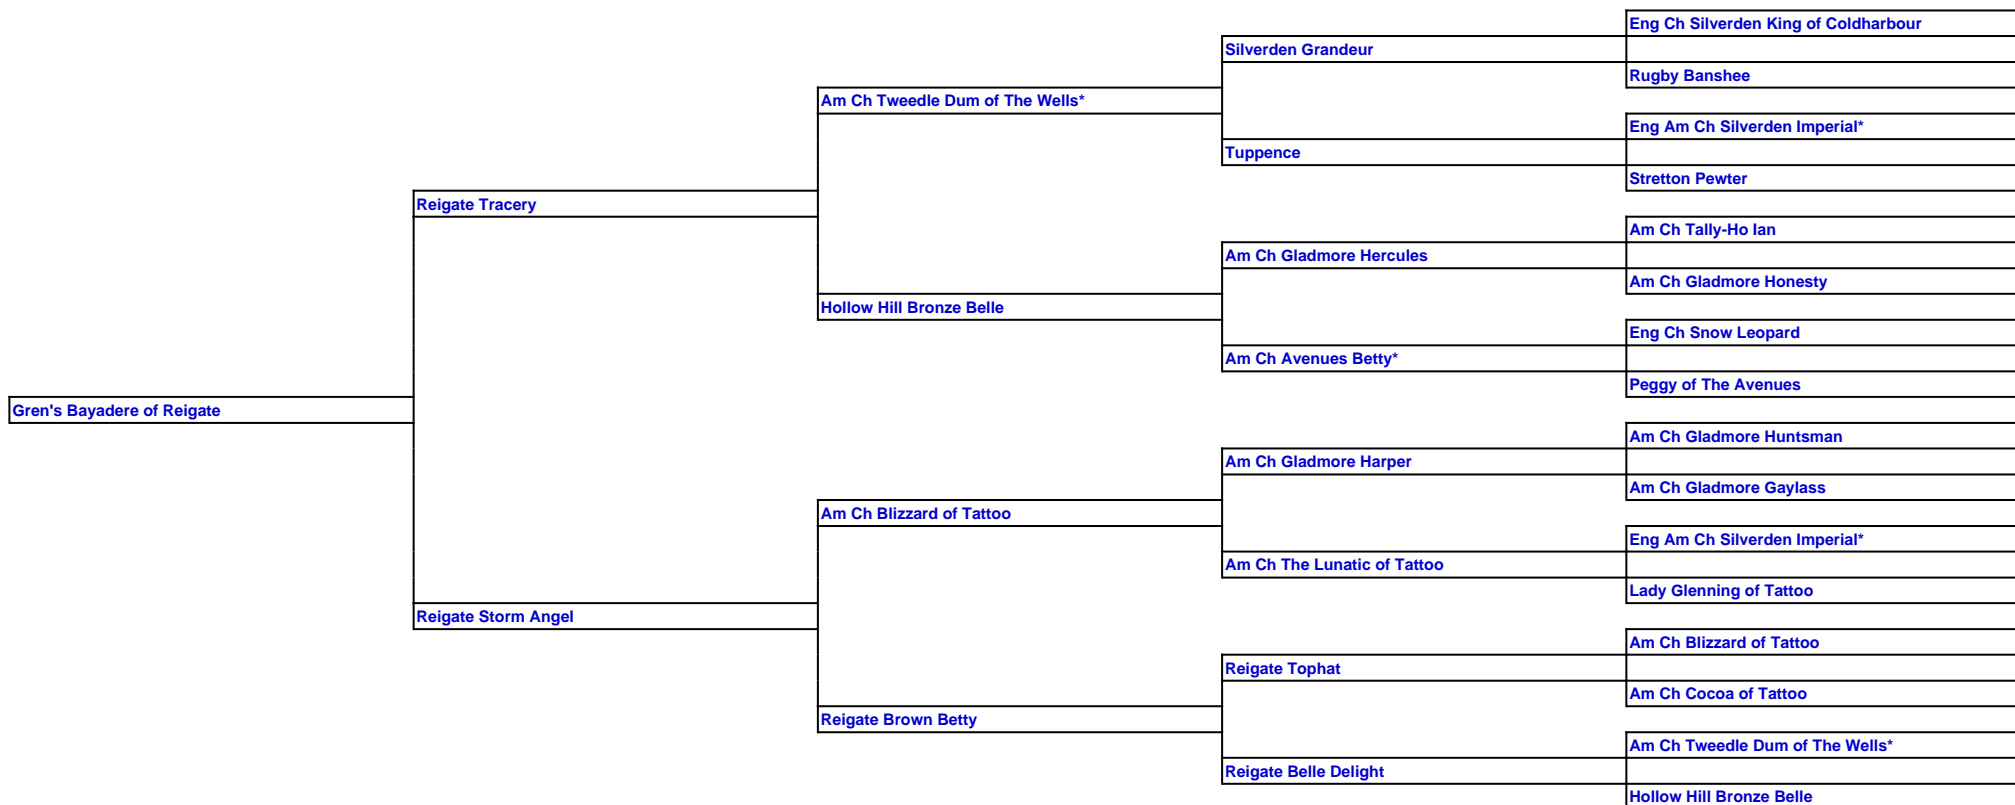 Eng Ch Silverden King of Coldharbour
Silverden Grandeur
Rugby Banshee
Am Ch Tweedle Dum of The Wells*
Eng Am Ch Silverden Imperial*
Tuppence
Stretton Pewter
Reigate Tracery
Am Ch Tally-Ho Ian
Am Ch Gladmore Hercules
Am Ch Gladmore Honesty
Hollow Hill Bronze Belle
Eng Ch Snow Leopard
Am Ch Avenues Betty*
Peggy of The Avenues
Gren's Bayadere of Reigate
Am Ch Gladmore Huntsman
Am Ch Gladmore Harper
Am Ch Gladmore Gaylass
Am Ch Blizzard of Tattoo
Eng Am Ch Silverden Imperial*
Am Ch The Lunatic of Tattoo
Lady Glenning of Tattoo
Reigate Storm Angel
Am Ch Blizzard of Tattoo
Reigate Tophat
Am Ch Cocoa of Tattoo
Reigate Brown Betty
Am Ch Tweedle Dum of The Wells*
Reigate Belle Delight
Hollow Hill Bronze Belle